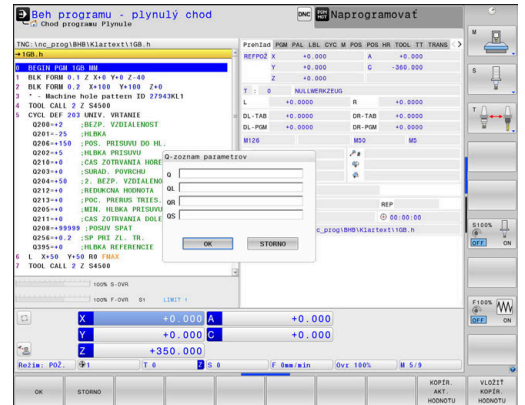 Beh programu - plynulý chod
Chod programu Plynule
DNC
Naprogramovať
TNC:\nc_prog\BHB\Klartext\1GB.h
→1GB.h
0 BEGIN PGM 1GB MM
1 BLK FORM 0.1 Z X+0 Y+0 Z-40
2 BLK FORM 0.2 X+100 Y+100 Z+0
3 * - Machine hole pattern ID 27943KL1
4 TOOL CALL 2 Z S4500
5 CYCL DEF 203 UNIV. VRTANIE
Q200=+2 ;BEZP. VZDIALENOST
Q201=-25 ;HLBKA
Q206=+150 ;POS. PRISUVU DO HL.
Q202=+5 ;HLBKA PRISUVU
Q210=+0 ;CAS ZOTRVANIA HORE
Q203=+0 ;SURAD. POVRCHU
Q204=+50 ;2. BEZP. VZDIALENO
Q212=+0 ;REDUKCNA HODNOTA
Q213=+0 ;POC. PRERUS TRIES.
Q205=+0 ;MIN. HLBKA PRISUVU
Q211=+0 ;CAS ZOTRVANIA DOLE
Q208=+99999 ;POSUV SPAT
Q256=+0.2 ;SP PRI ZL. TR.
Q395=+0 ;HLBKA REFERENCIE
6 L X+50 Y+50 R0 FMAX
7 TOOL CALL 2 Z S4500
100% S-OVR
100% F-OVR S1 LIMIT 1
Prehľad PGM PAL LBL CYC M POS POS HR TOOL TT TRANS
REFPOŽ X +0.000 A +0.000
Y +0.000 C -360.000
Z +0.000
T : 0 NULLWERKZEUG
L +0.0000 R +0.0000
DL-TAB +0.0000 DR-TAB +0.0000
DL-PGM +0.0000 DR-PGM +0.0000
M126 M50 M5
P#
REP
00:00:00
c_prog\BHB\Klartext\1GB.h
Q-zoznam parametrov
Q
QL
QR
QS
OK STORNO
X +0.000 A +0.000
Y +0.000 C +0.000
Z +350.000
Režim: POŽ. 1 T 0 Z S 0 F 0mm/min Ovr 100% M 5/9
M
S
T
S100%
OFF ON
F100%
OFF ON
OK
STORNO
KOPÍR. AKT. HODNOTU
VLOŽIŤ KOPÍR. HODNOTU